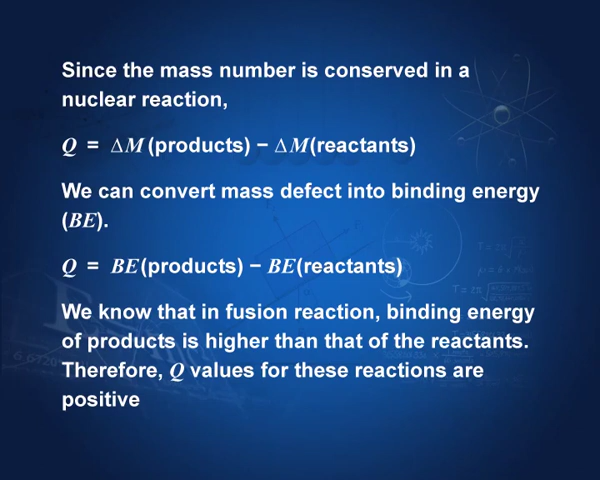 Since the mass number is conserved in a
nuclear reaction,
Q = ΔM (products) − ΔM(reactants)
We can convert mass defect into binding energy
(BE).
Q = BE(products) − BE(reactants)
We know that in fusion reaction, binding energy
of products is higher than that of the reactants.
Therefore, Q values for these reactions are
positive